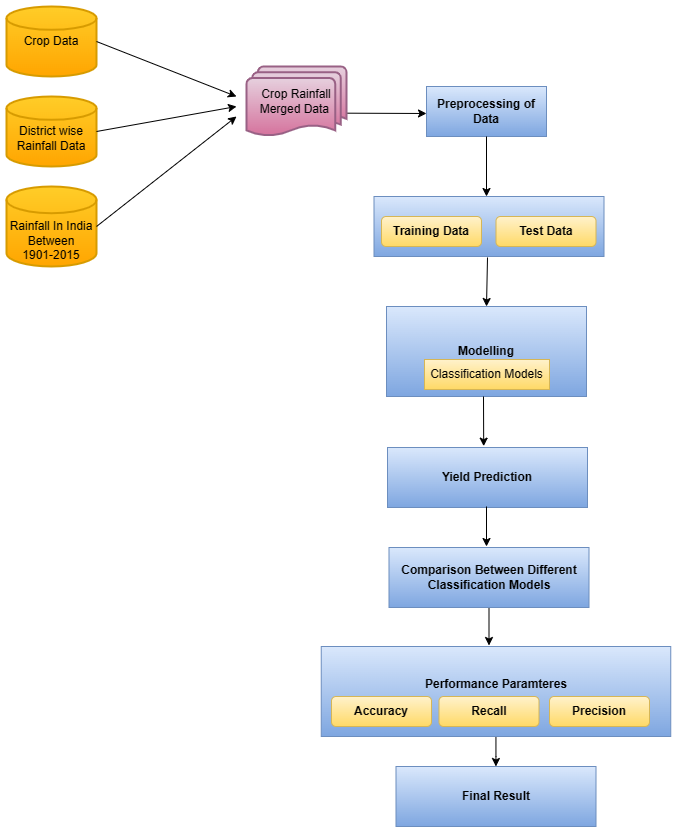 Crop Data
District wise
Rainfall Data
Rainfall In India
Between
1901-2015
Crop Rainfall
Merged Data
Preprocessing of
Data
Training Data
Test Data
Modelling
Classification Models
Yield Prediction
Comparison Between Different
Classification Models
Performance Paramteres
Accuracy
Recall
Precision
Final Result